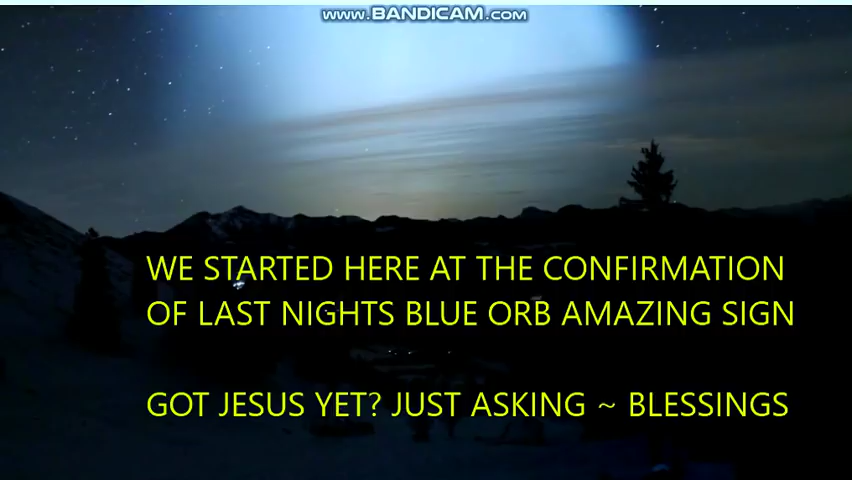 www.BANDICAM.com
WE STARTED HERE AT THE CONFIRMATION
OF LAST NIGHTS BLUE ORB AMAZING SIGN
GOT JESUS YET? JUST ASKING ~ BLESSINGS